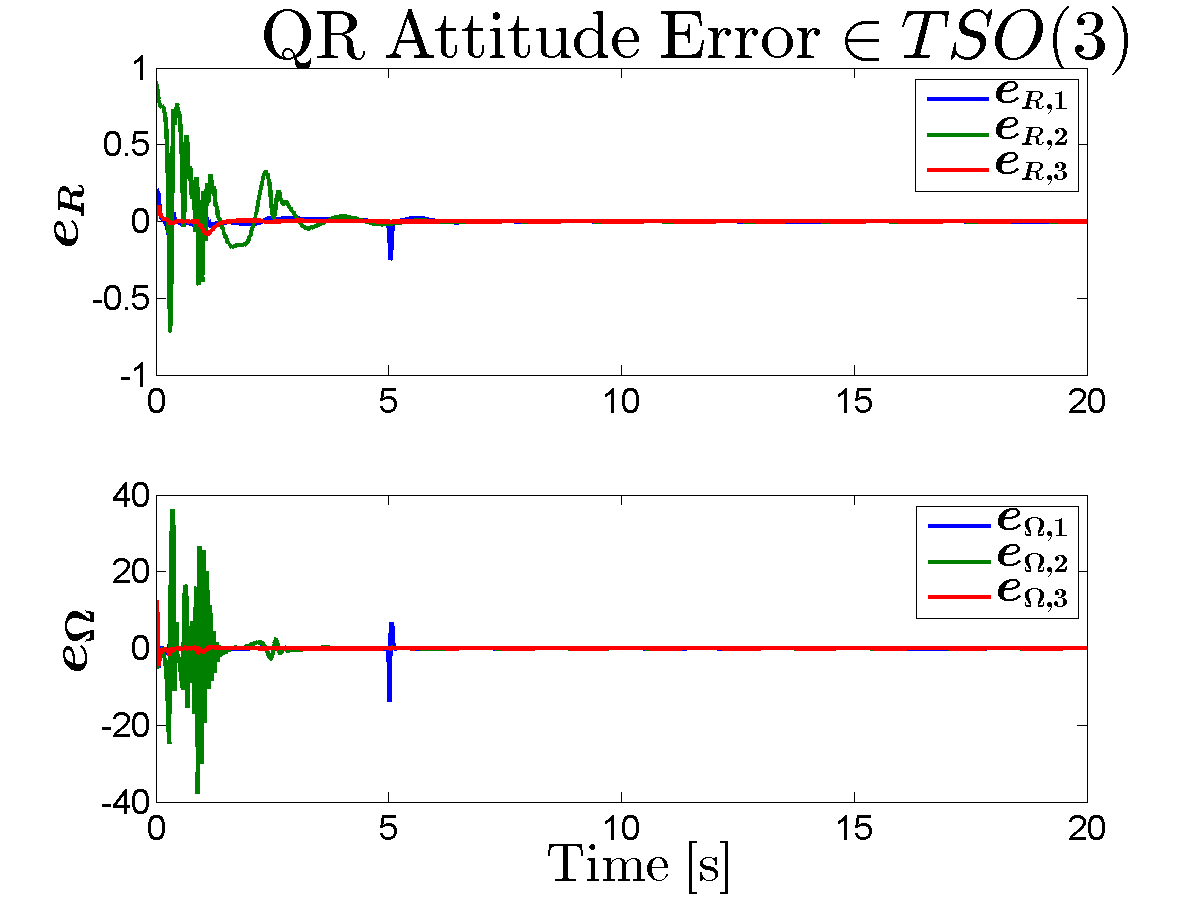 QR Attitude Error ∈ TSO(3)
1
0.5
0
-0.5
-1
e_R
e_{R,1}
e_{R,2}
e_{R,3}
0 5 10 15 20
40
20
0
-20
-40
e_Ω
e_{Ω,1}
e_{Ω,2}
e_{Ω,3}
0 5 10 15 20
Time [s]